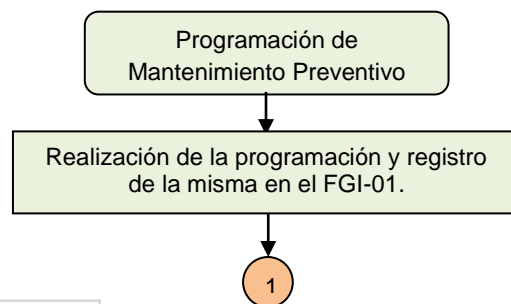 Programación de
Mantenimiento Preventivo
Realización de la programación y registro
de la misma en el FGI-01.
1